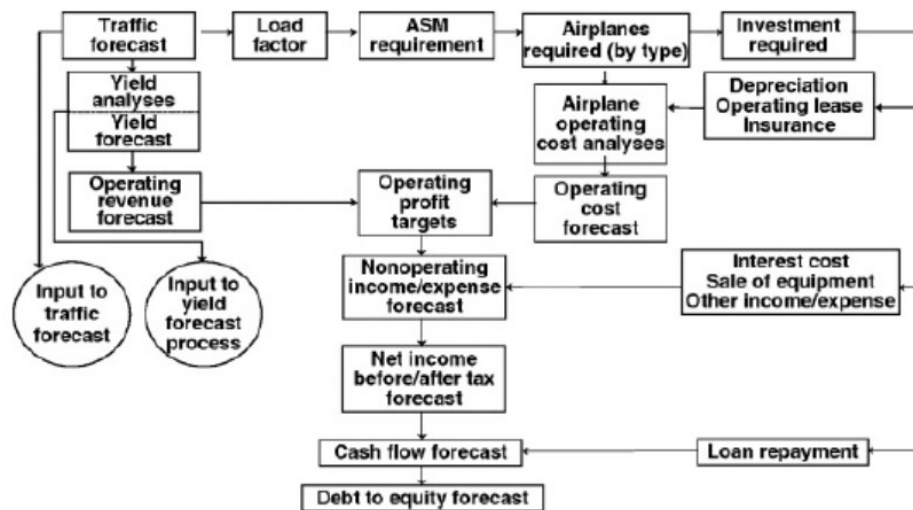 Traffic
forecast
Load
factor
ASM
requirement
Airplanes
required (by type)
Investment
required
Yield
analyses
Yield
forecast
Airplane
operating
cost analyses
Depreciation
Operating lease
Insurance
Operating
revenue
forecast
Operating
profit
targets
Operating
cost
forecast
Input to
traffic
forecast
Input to
yield
forecast
process
Nonoperating
income/expense
forecast
Interest cost
Sale of equipment
Other income/expense
Net income
before/after tax
forecast
Cash flow forecast
Loan repayment
Debt to equity forecast